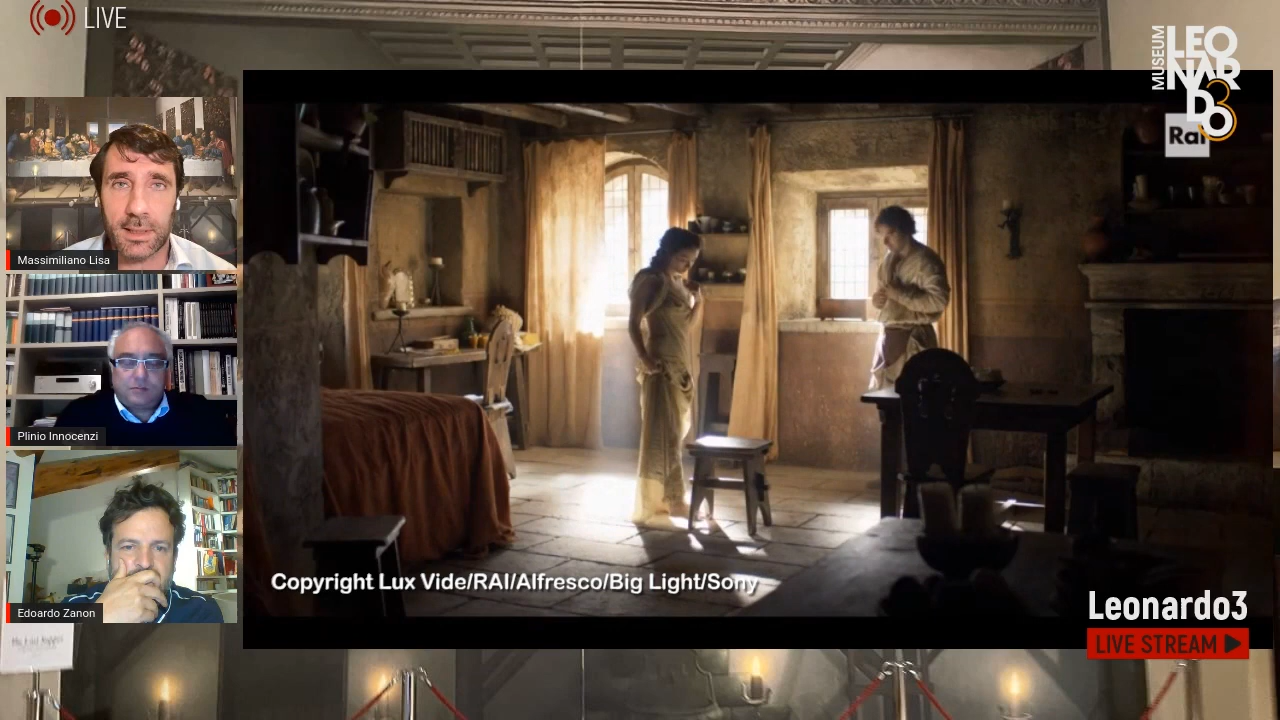 LIVE
MUSEUM
LEO
NAR
DO3
Rai
Massimiliano Lisa
Plinio Innocenzi
Edoardo Zanon
Copyright Lux Vide/RAI/Alfresco/Big Light/Sony
Leonardo3
LIVE STREAM